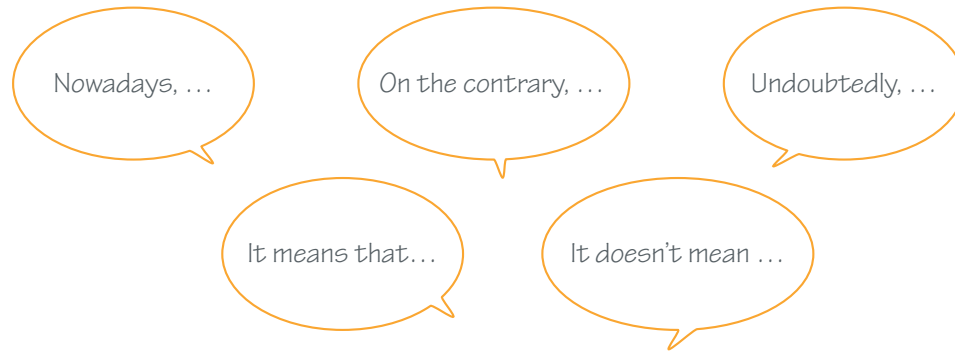 Nowadays, ...
On the contrary, ...
Undoubtedly, ...
It means that...
It doesn't mean ...